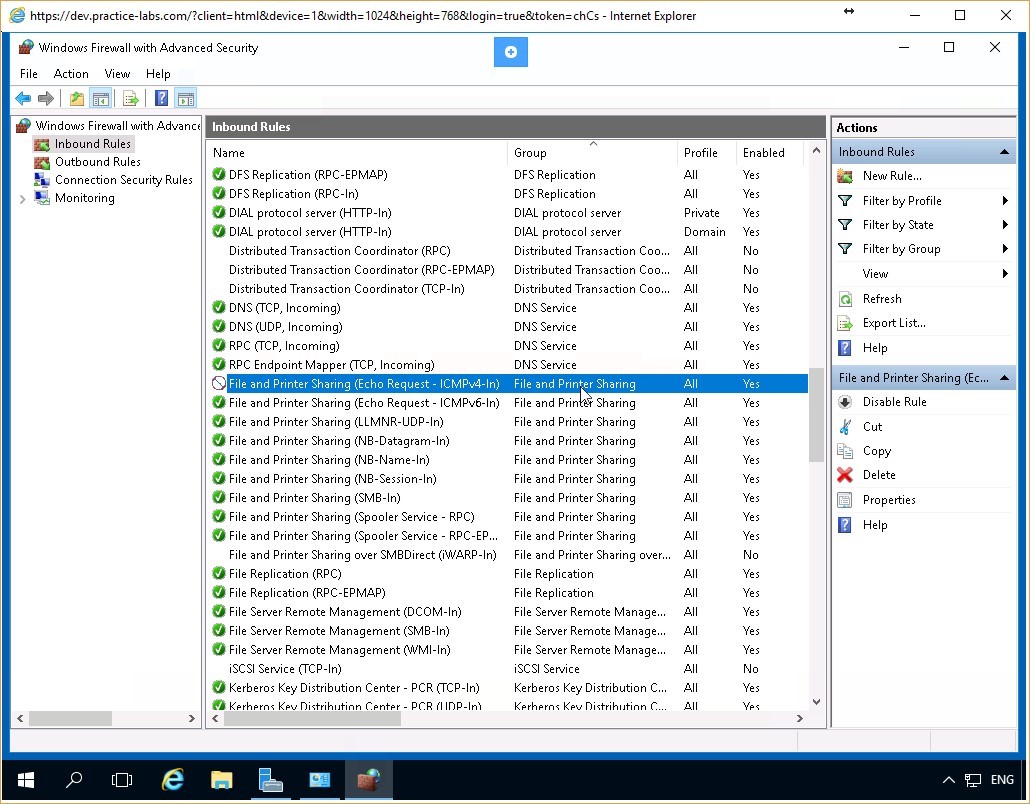 https://dev.practice-labs.com/?client=html&device=1&width=1024&height=768&login=true&token=chCs - Internet Explorer
Windows Firewall with Advanced Security
File Action View Help
Windows Firewall with Advance
Inbound Rules
Outbound Rules
Connection Security Rules
Monitoring
Inbound Rules
Name Group Profile Enabled
DFS Replication (RPC-EPMAP) DFS Replication All Yes
DFS Replication (RPC-In) DFS Replication All Yes
DIAL protocol server (HTTP-In) DIAL protocol server Private Yes
DIAL protocol server (HTTP-In) DIAL protocol server Domain Yes
Distributed Transaction Coordinator (RPC) Distributed Transaction Coo... All No
Distributed Transaction Coordinator (RPC-EPMAP) Distributed Transaction Coo... All No
Distributed Transaction Coordinator (TCP-In) Distributed Transaction Coo... All No
DNS (TCP, Incoming) DNS Service All Yes
DNS (UDP, Incoming) DNS Service All Yes
RPC (TCP, Incoming) DNS Service All Yes
RPC Endpoint Mapper (TCP, Incoming) DNS Service All Yes
File and Printer Sharing (Echo Request - ICMPv4-In) File and Printer Sharing All Yes
File and Printer Sharing (Echo Request - ICMPv6-In) File and Printer Sharing All Yes
File and Printer Sharing (LLMNR-UDP-In) File and Printer Sharing All Yes
File and Printer Sharing (NB-Datagram-In) File and Printer Sharing All Yes
File and Printer Sharing (NB-Name-In) File and Printer Sharing All Yes
File and Printer Sharing (NB-Session-In) File and Printer Sharing All Yes
File and Printer Sharing (SMB-In) File and Printer Sharing All Yes
File and Printer Sharing (Spooler Service - RPC) File and Printer Sharing All Yes
File and Printer Sharing (Spooler Service - RPC-EP... File and Printer Sharing All Yes
File and Printer Sharing over SMBDirect (iWARP-In) File and Printer Sharing over... All No
File Replication (RPC) File Replication All Yes
File Replication (RPC-EPMAP) File Replication All Yes
File Server Remote Management (DCOM-In) File Server Remote Manage... All Yes
File Server Remote Management (SMB-In) File Server Remote Manage... All Yes
File Server Remote Management (WMI-In) File Server Remote Manage... All Yes
iSCSI Service (TCP-In) iSCSI Service All No
Kerberos Key Distribution Center - PCR (TCP-In) Kerberos Key Distribution C... All Yes
Kerberos Key Distribution Center - PCR (UDP-In) Kerberos Key Distribution C... All Yes
Actions
Inbound Rules
New Rule...
Filter by Profile
Filter by State
Filter by Group
View
Refresh
Export List...
Help
File and Printer Sharing (Ec...
Disable Rule
Cut
Copy
Delete
Properties
Help
ENG